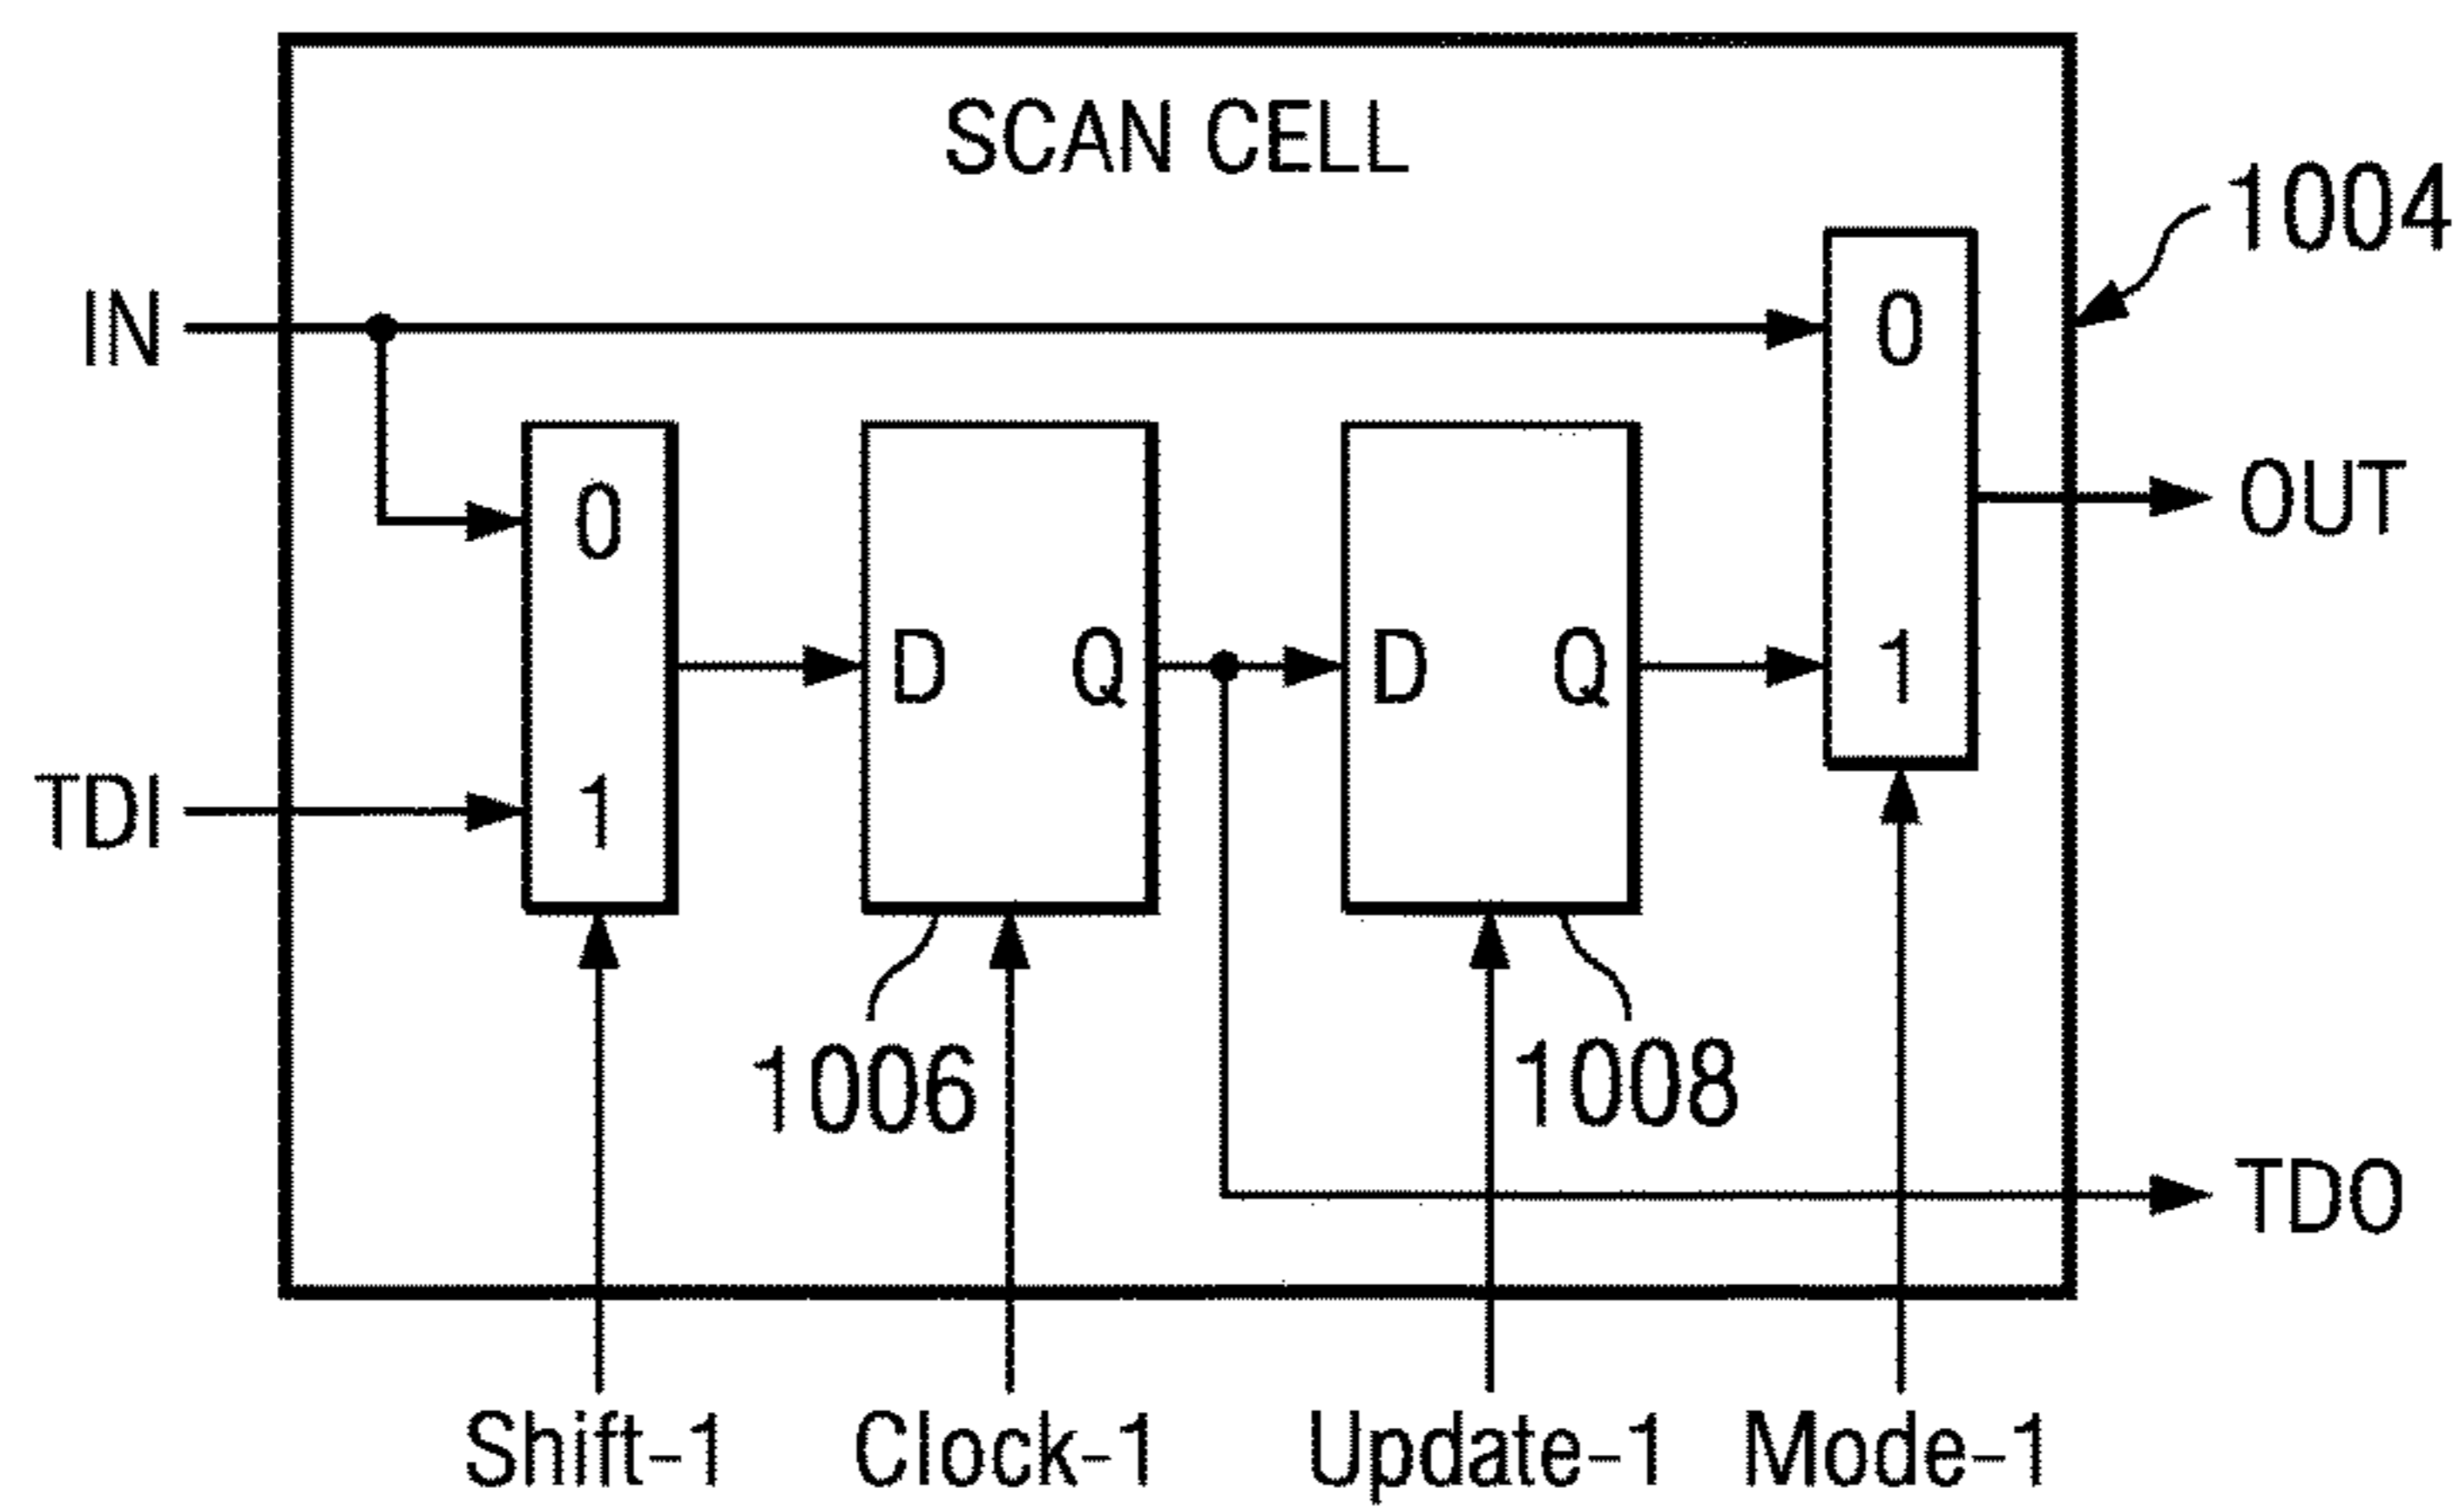 SCAN CELL
1004
IN
0
0
OUT
D Q
D Q
1
TDI
1
1006
1008
TDO
Shift-1 Clock-1 Update-1 Mode-1